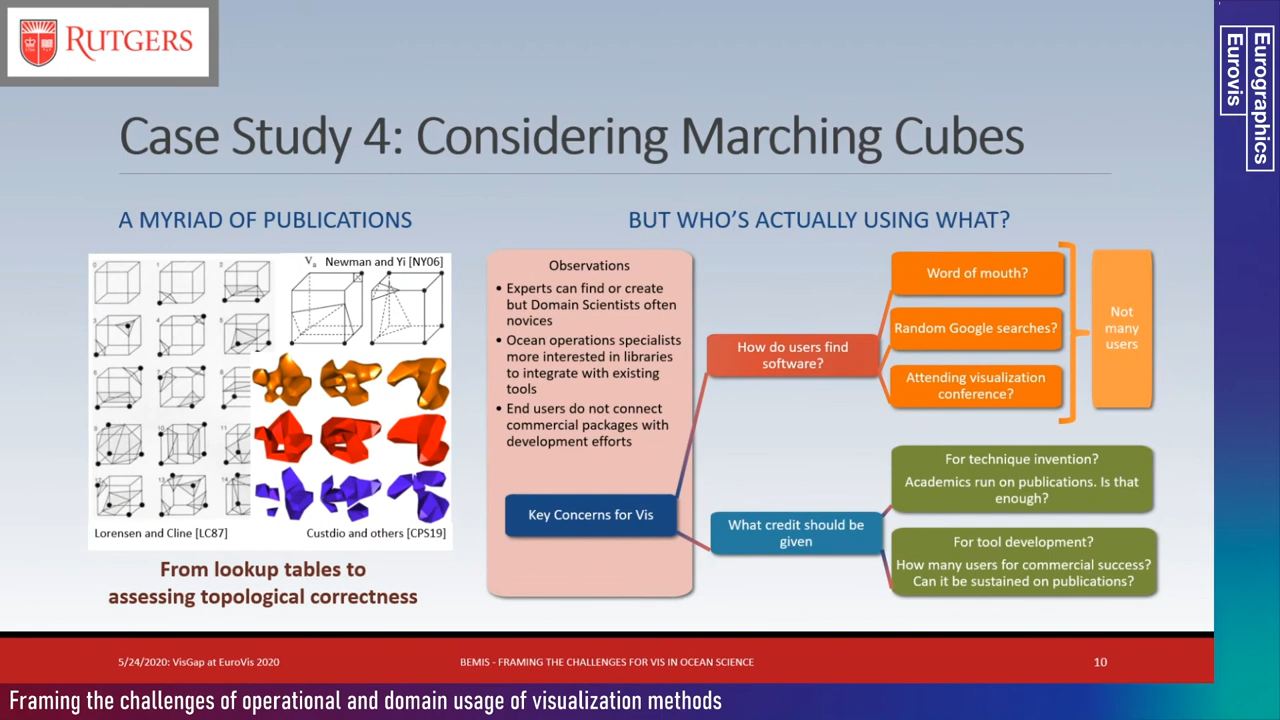 RUTGERS
Eurographics
Eurovis
Case Study 4: Considering Marching Cubes
A MYRIAD OF PUBLICATIONS
Newman and Yi [NY06]
Lorensen and Cline [LC87]
Custdio and others [CPS19]
From lookup tables to
assessing topological correctness
BUT WHO'S ACTUALLY USING WHAT?
Observations
• Experts can find or create
but Domain Scientists often
novices
• Ocean operations specialists
more interested in libraries
to integrate with existing
tools
• End users do not connect
commercial packages with
development efforts
Key Concerns for Vis
How do users find
software?
Word of mouth?
Random Google searches?
Attending visualization
conference?
Not
many
users
What credit should be
given
For technique invention?
Academics run on publications. Is that
enough?
For tool development?
How many users for commercial success?
Can it be sustained on publications?
5/24/2020: VisGap at EuroVis 2020
BEMIS - FRAMING THE CHALLENGES FOR VIS IN OCEAN SCIENCE
10
Framing the challenges of operational and domain usage of visualization methods